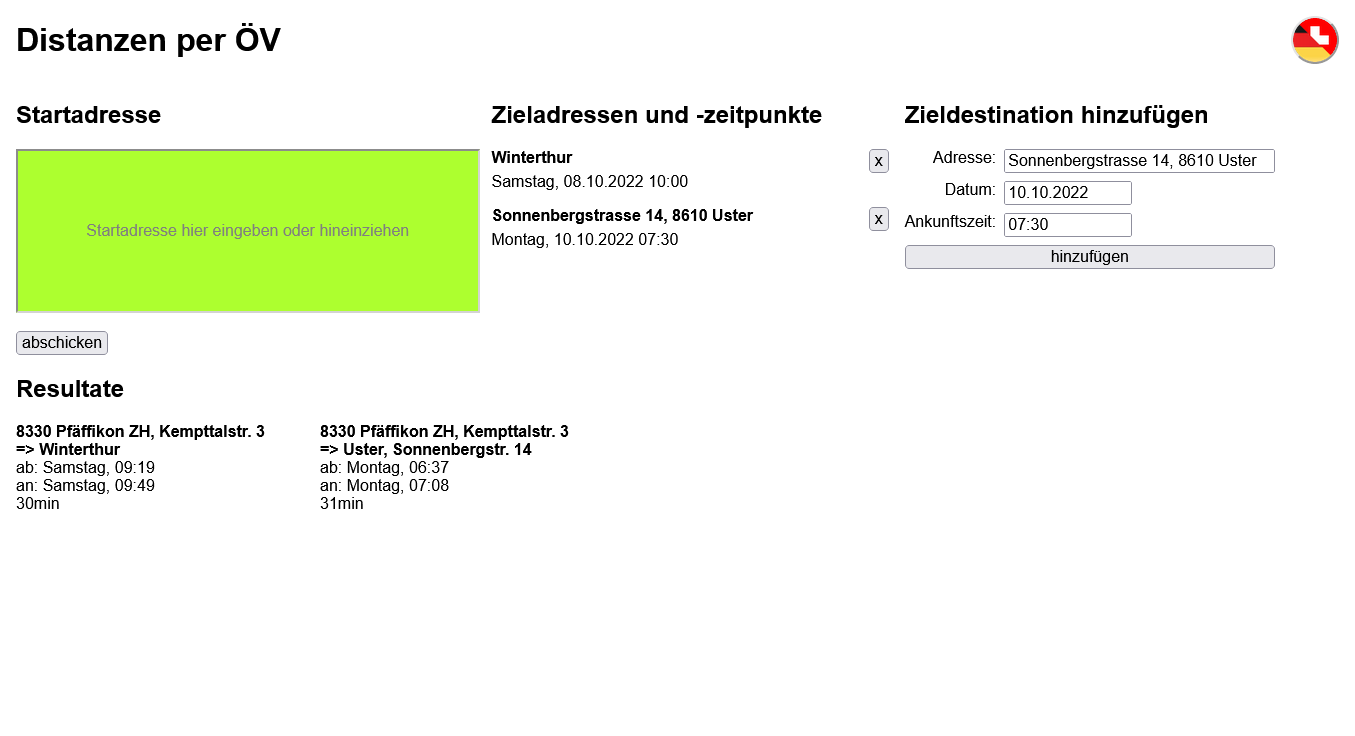 Distanzen per ÖV
Startadresse
Startadresse hier eingeben oder hineinziehen
abschicken
Zieladressen und -zeitpunkte
Winterthur
x
Samstag, 08.10.2022 10:00
Sonnenbergstrasse 14, 8610 Uster
x
Montag, 10.10.2022 07:30
Zieldestination hinzufügen
Adresse: Sonnenbergstrasse 14, 8610 Uster
Datum: 10.10.2022
Ankunftszeit: 07:30
hinzufügen
Resultate
8330 Pfäffikon ZH, Kempttalstr. 3
=> Winterthur
ab: Samstag, 09:19
an: Samstag, 09:49
30min
8330 Pfäffikon ZH, Kempttalstr. 3
=> Uster, Sonnenbergstr. 14
ab: Montag, 06:37
an: Montag, 07:08
31min